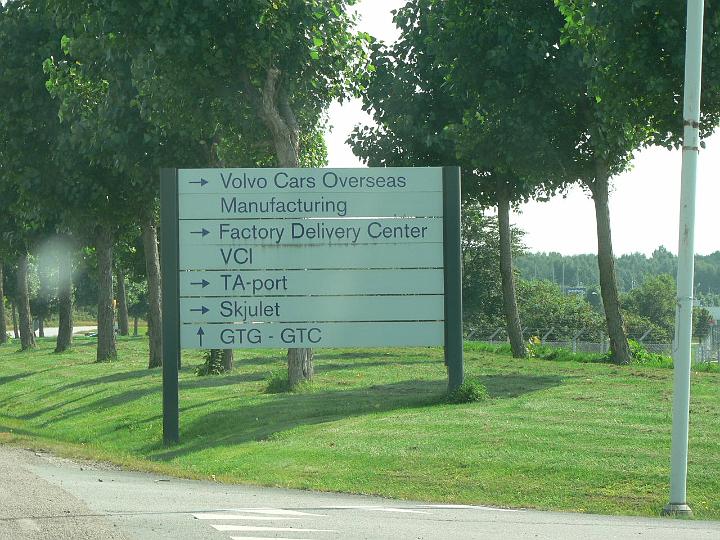 → Volvo Cars Overseas
Manufacturing
→ Factory Delivery Center
VCI
→ TA-port
→ Skjulet
↑ GTG - GTC